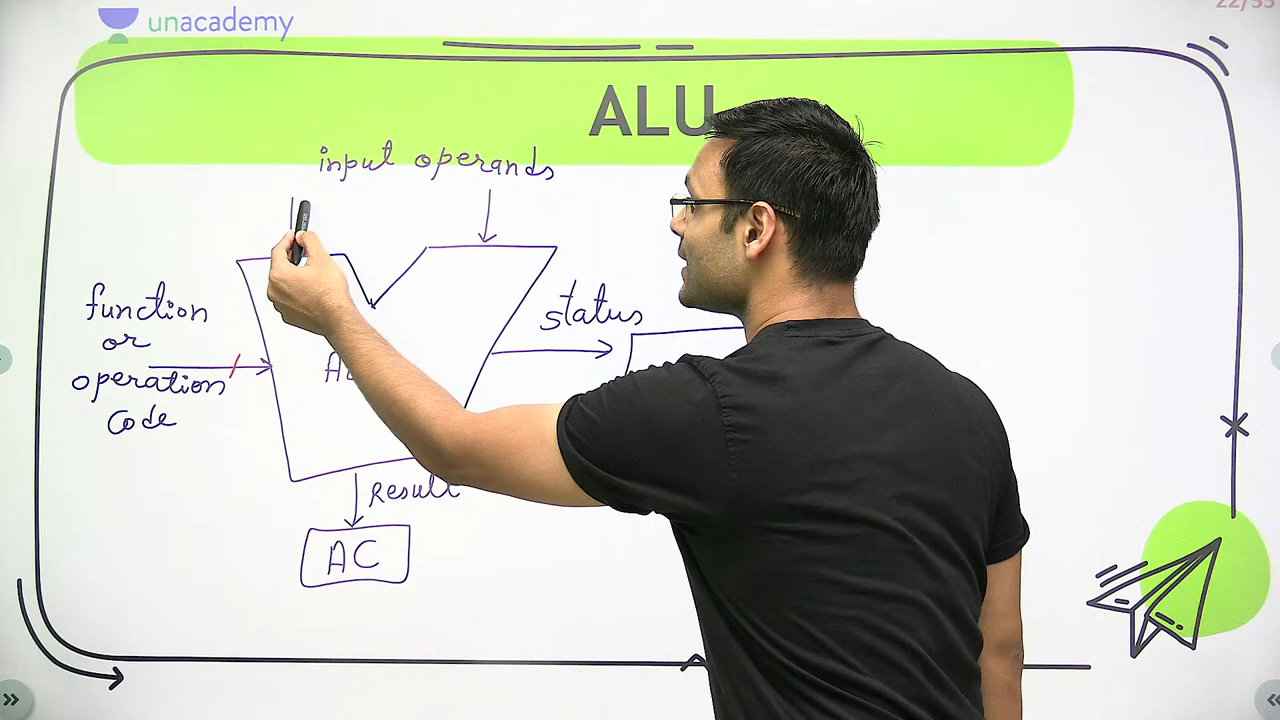 unacademy
ALU
input operands
function
or
operation
Code
status
Result
AC